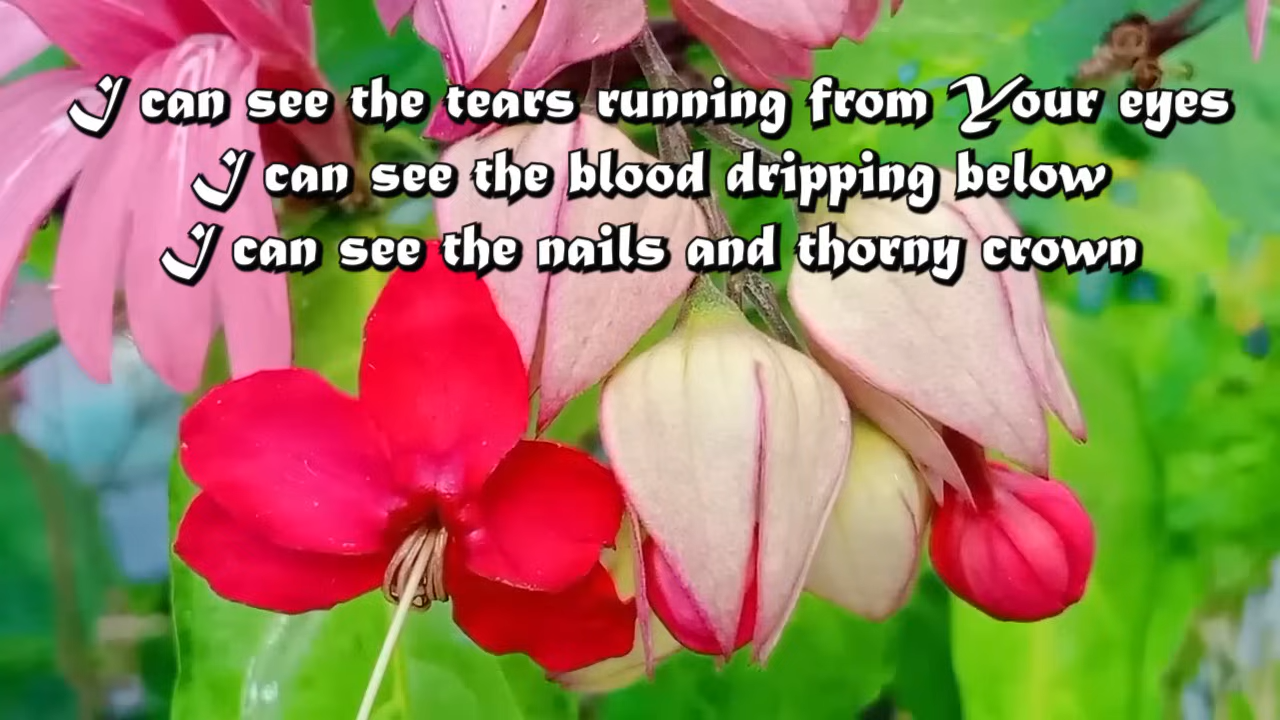 I can see the tears running from Your eyes
I can see the blood dripping below
I can see the nails and thorny crown